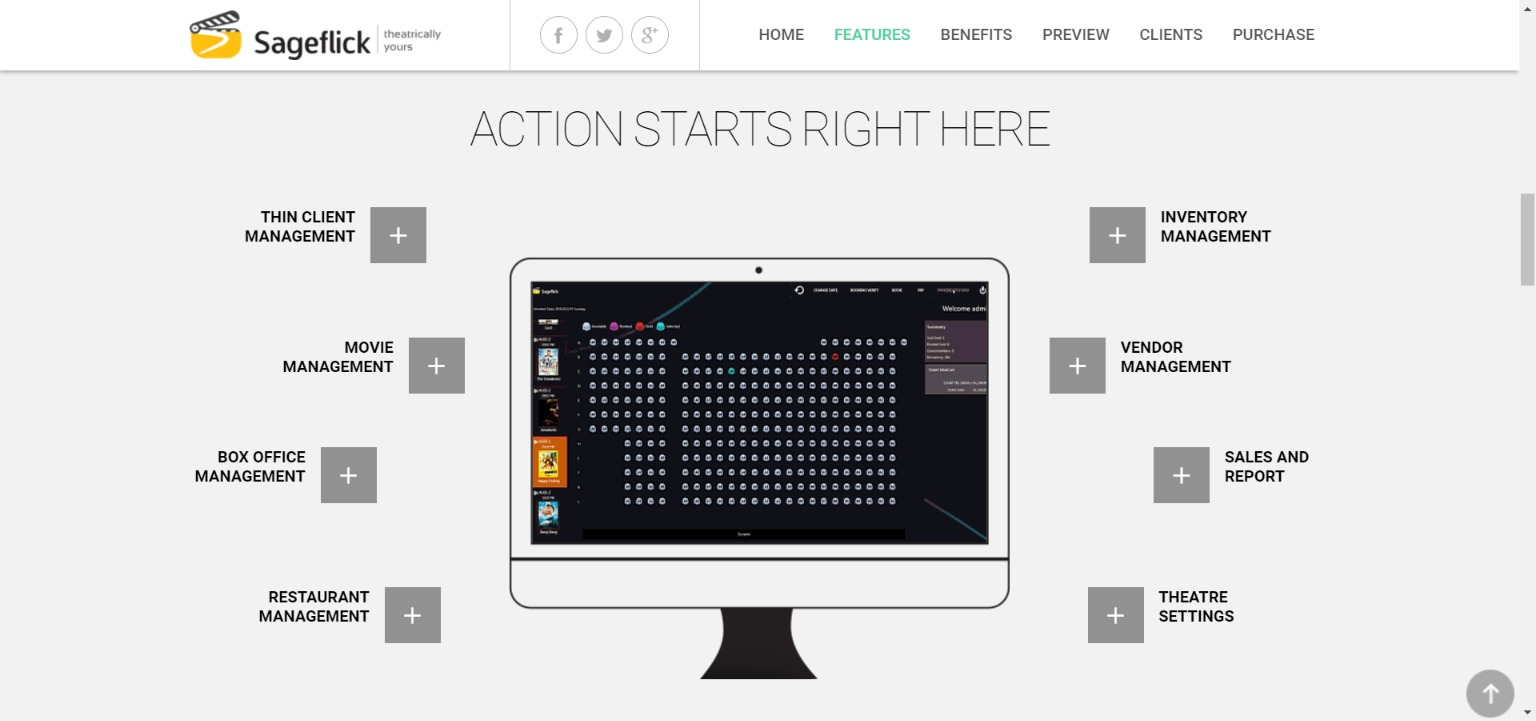 Sageflick
theatrically
yours
HOME FEATURES BENEFITS PREVIEW CLIENTS PURCHASE
ACTION STARTS RIGHT HERE
THIN CLIENT
MANAGEMENT
MOVIE
MANAGEMENT
BOX OFFICE
MANAGEMENT
RESTAURANT
MANAGEMENT
Sageflick
CHANGE DATE BOOKING VERIFY BOOK PAY
Welcome admi
Summary
Screen
INVENTORY
MANAGEMENT
VENDOR
MANAGEMENT
SALES AND
REPORT
THEATRE
SETTINGS